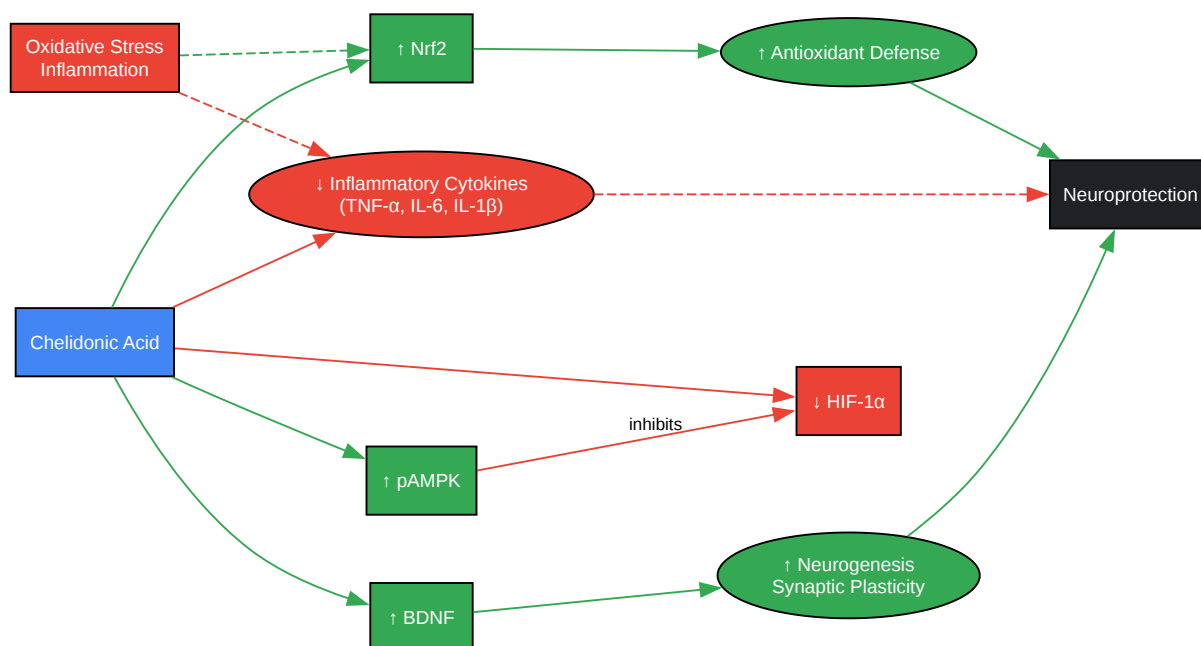 Oxidative Stress
Inflammation
↑ Nrf2
↑ Antioxidant Defense
↓ Inflammatory Cytokines
(TNF-α, IL-6, IL-1β)
Neuroprotection
Chelidonic Acid
↓ HIF-1α
inhibits
↑ pAMPK
↑ Neurogenesis
Synaptic Plasticity
↑ BDNF